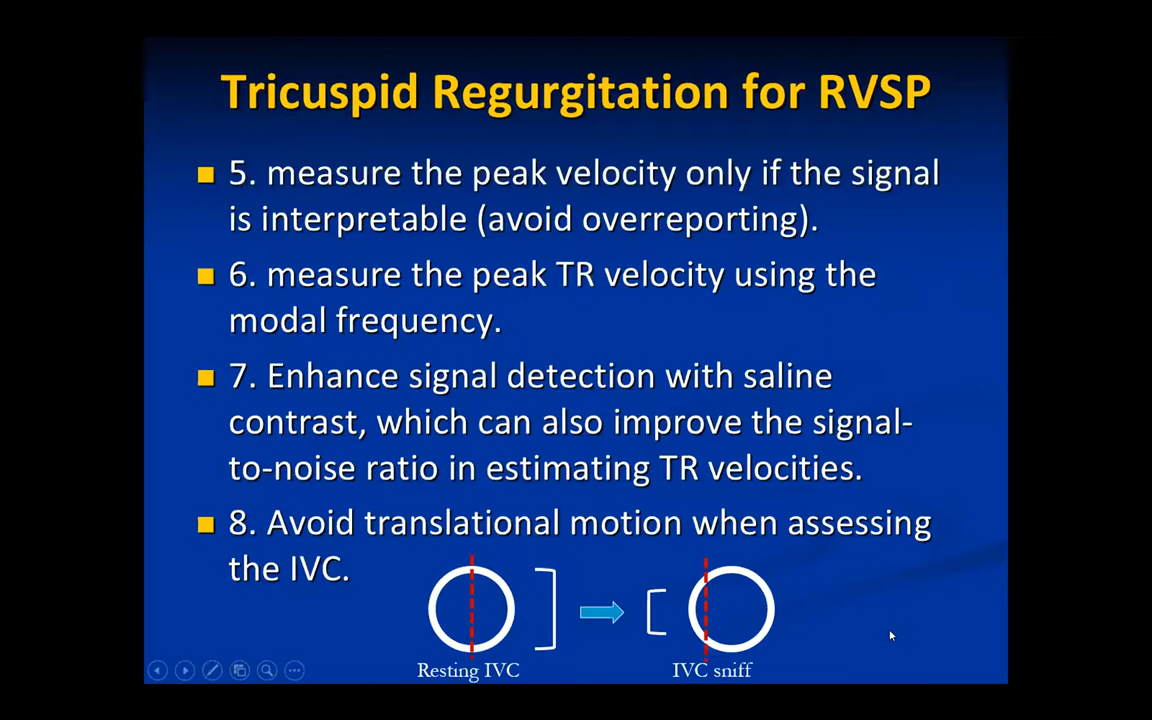 Tricuspid Regurgitation for RVSP
5. measure the peak velocity only if the signal
is interpretable (avoid overreporting).
6. measure the peak TR velocity using the
modal frequency.
7. Enhance signal detection with saline
contrast, which can also improve the signal-
to-noise ratio in estimating TR velocities.
8. Avoid translational motion when assessing
the IVC.
Resting IVC
IVC sniff